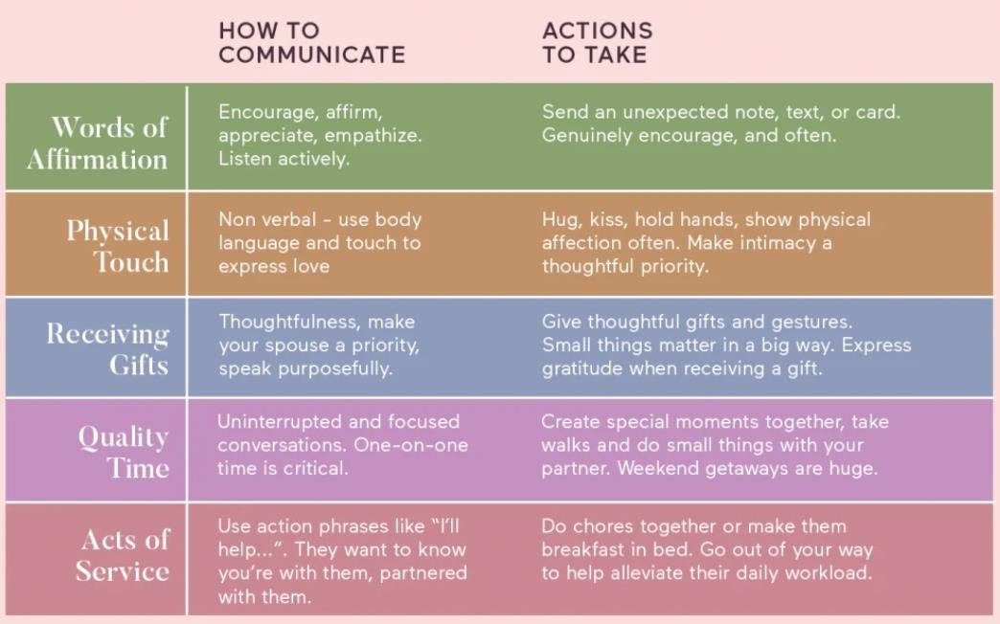 HOW TO
COMMUNICATE
ACTIONS
TO TAKE
Words of
Affirmation
Encourage, affirm,
appreciate, empathize.
Listen actively.
Send an unexpected note, text, or card.
Genuinely encourage, and often.
Physical
Touch
Non verbal - use body
language and touch to
express love
Hug, kiss, hold hands, show physical
affection often. Make intimacy a
thoughtful priority.
Receiving
Gifts
Thoughtfulness, make
your spouse a priority,
speak purposefully.
Give thoughtful gifts and gestures.
Small things matter in a big way. Express
gratitude when receiving a gift.
Quality
Time
Uninterrupted and focused
conversations. One-on-one
time is critical.
Create special moments together, take
walks and do small things with your
partner. Weekend getaways are huge.
Acts of
Service
Use action phrases like “I’ll
help...”. They want to know
you’re with them, partnered
with them.
Do chores together or make them
breakfast in bed. Go out of your way
to help alleviate their daily workload.